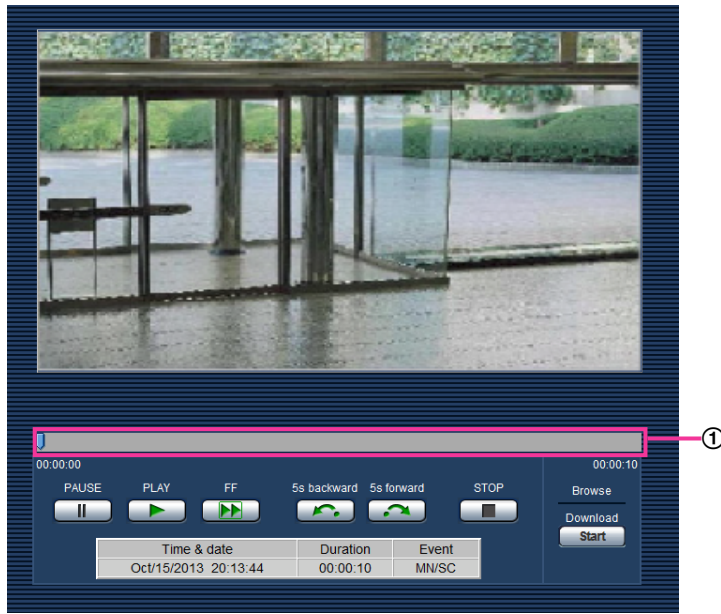 ①
00:00:00 00:00:10
PAUSE PLAY FF 5s backward 5s forward STOP Browse
Download
Start
Time & date Duration Event
Oct/15/2013 20:13:44 00:00:10 MN/SC